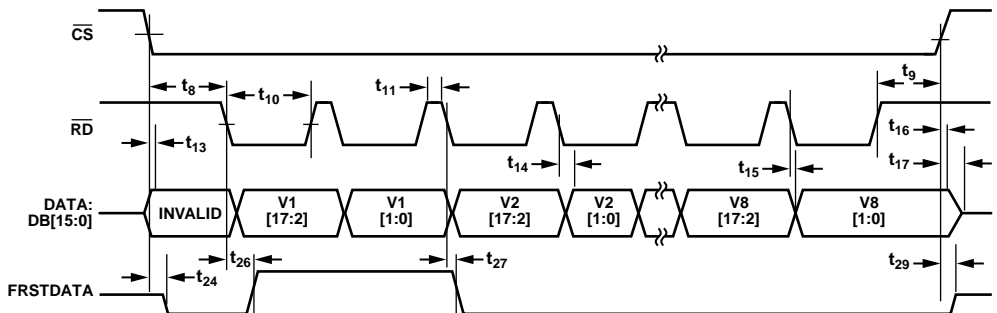 CS
t8 t10 t11 t9
RD
t13 t14 t15 t16 t17
DATA:
DB[15:0]
INVALID
V1
[17:2]
V1
[1:0]
V2
[17:2]
V2
[1:0]
V8
[17:2]
V8
[1:0]
t24 t26 t27 t29
FRSTDATA